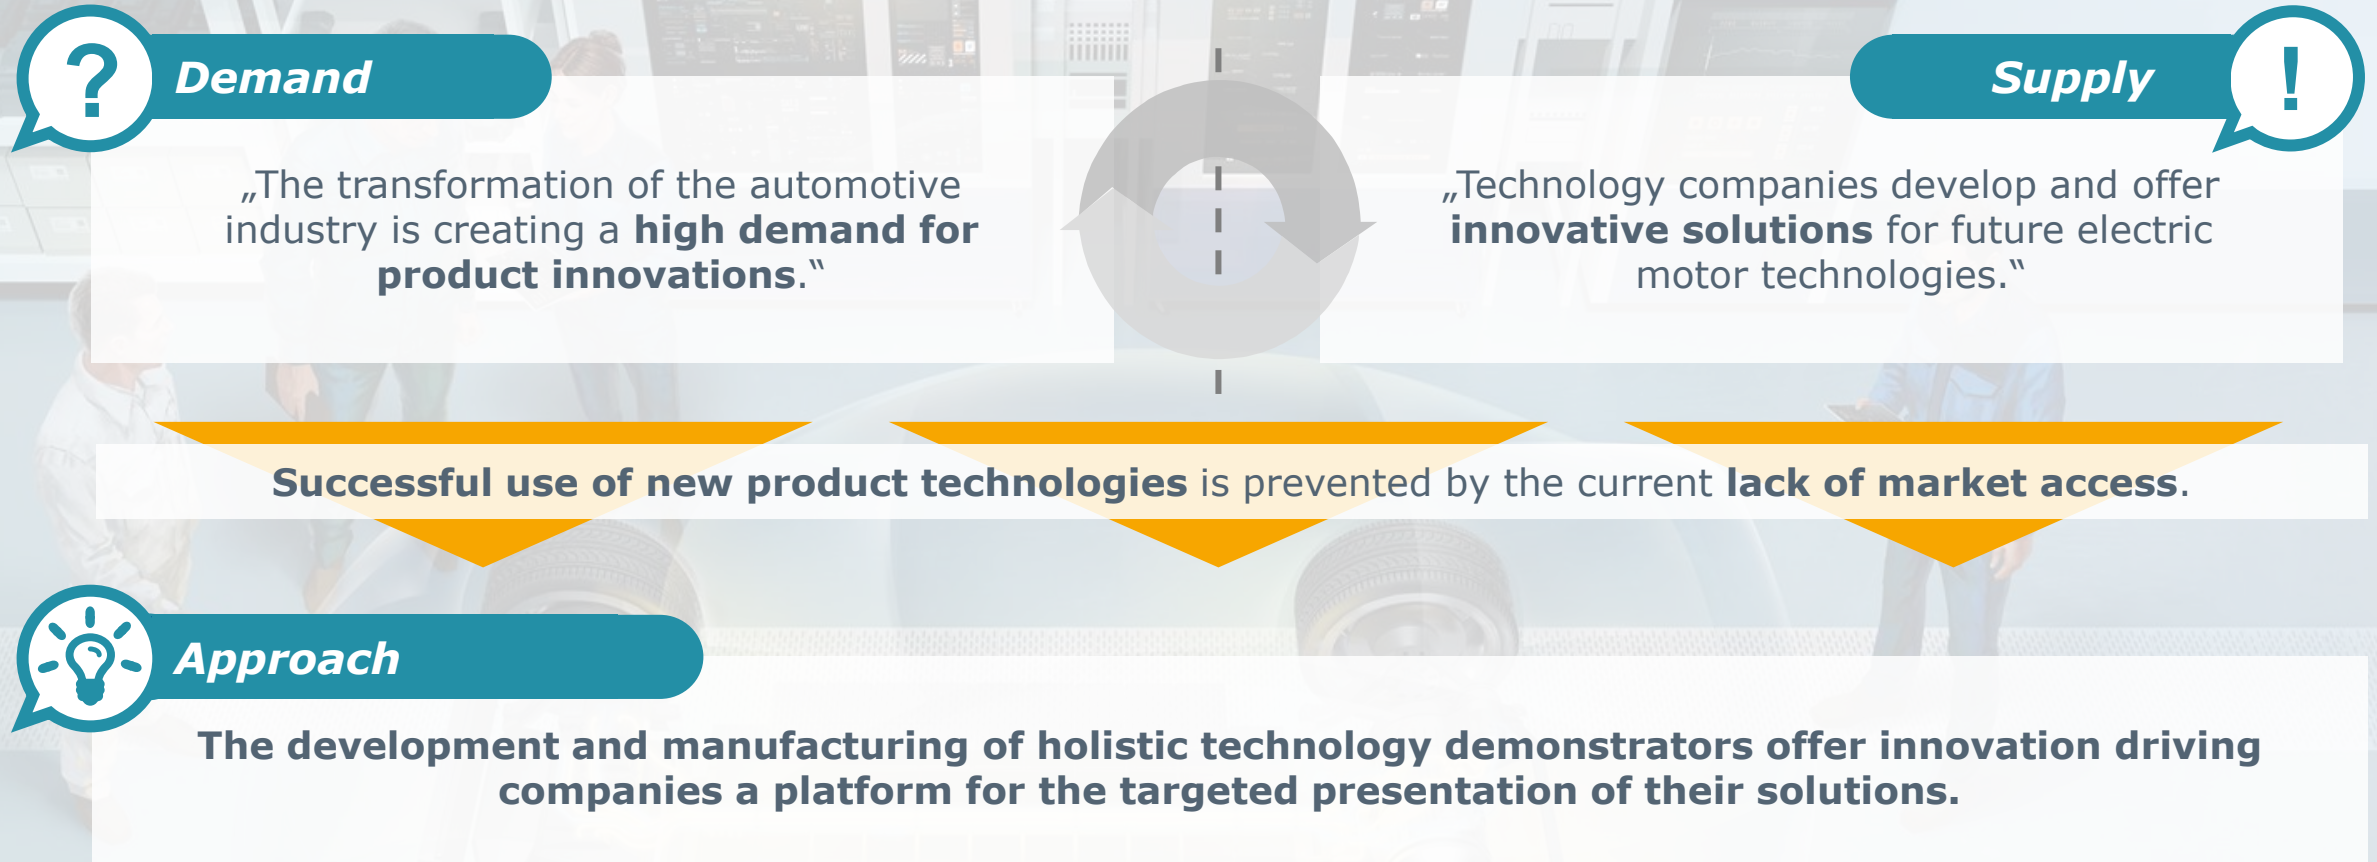 Demand
„The transformation of the automotive
industry is creating a high demand for
product innovations.“
Supply
„Technology companies develop and offer
innovative solutions for future electric
motor technologies.“
Successful use of new product technologies is prevented by the current lack of market access.
Approach
The development and manufacturing of holistic technology demonstrators offer innovation driving
companies a platform for the targeted presentation of their solutions.